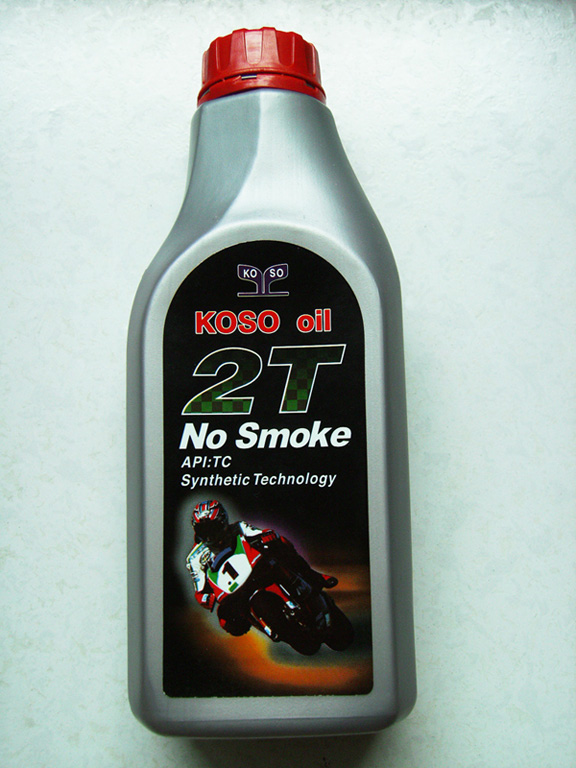 KO SO
KOSO oil
2T
No Smoke
API:TC
Synthetic Technology
1